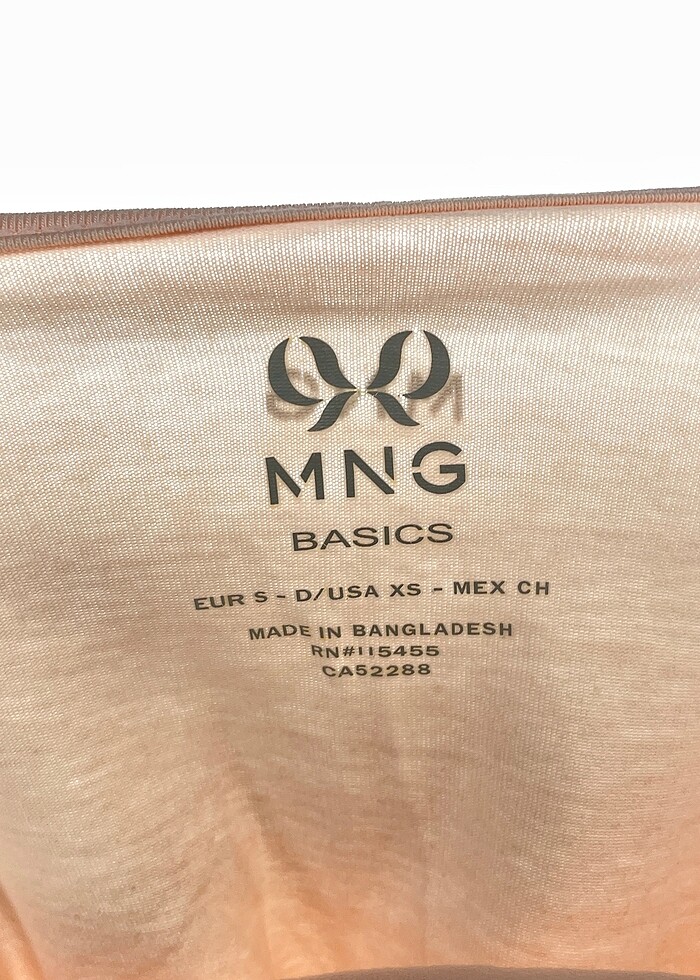 MNG
BASICS
EUR S - D/USA XS - MEX CH
MADE IN BANGLADESH
RN#115455
CA52288